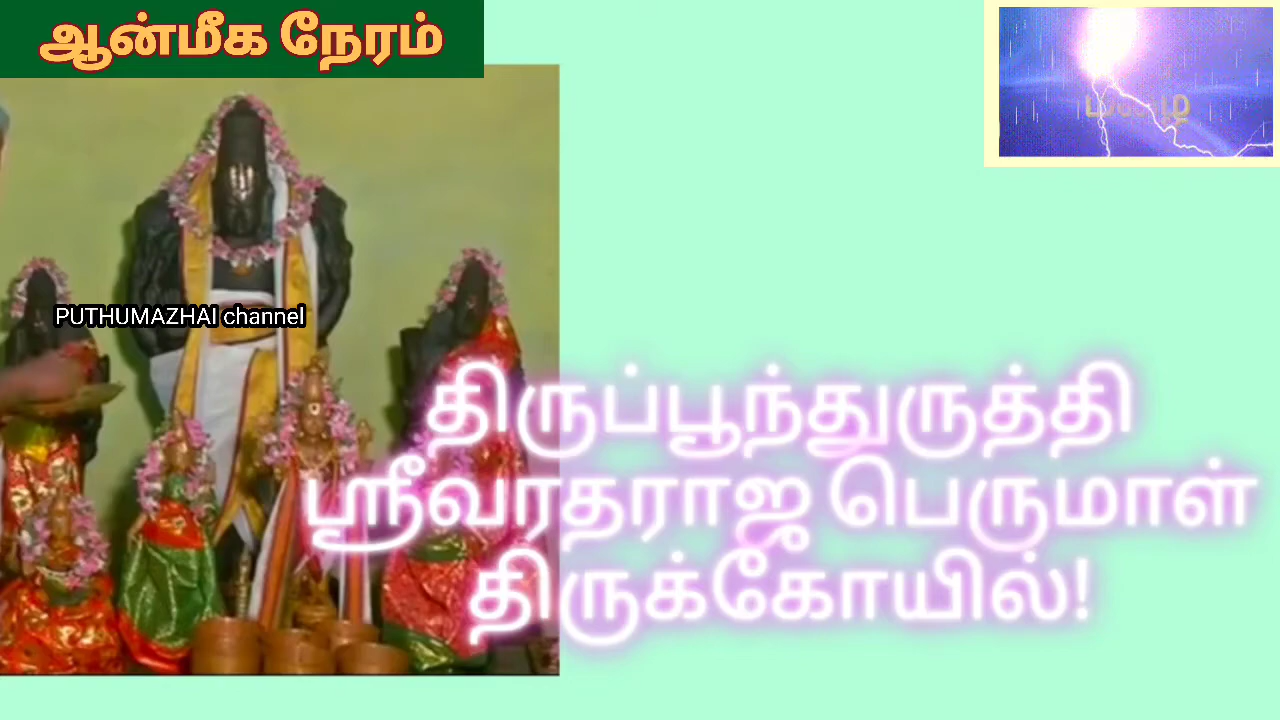 ஆன்மீக நேரம்
PUTHUMAZHAI channel
திருப்பூந்துருத்தி
ஸ்ரீவரதராஜ பெருமாள்
திருக்கோயில்!